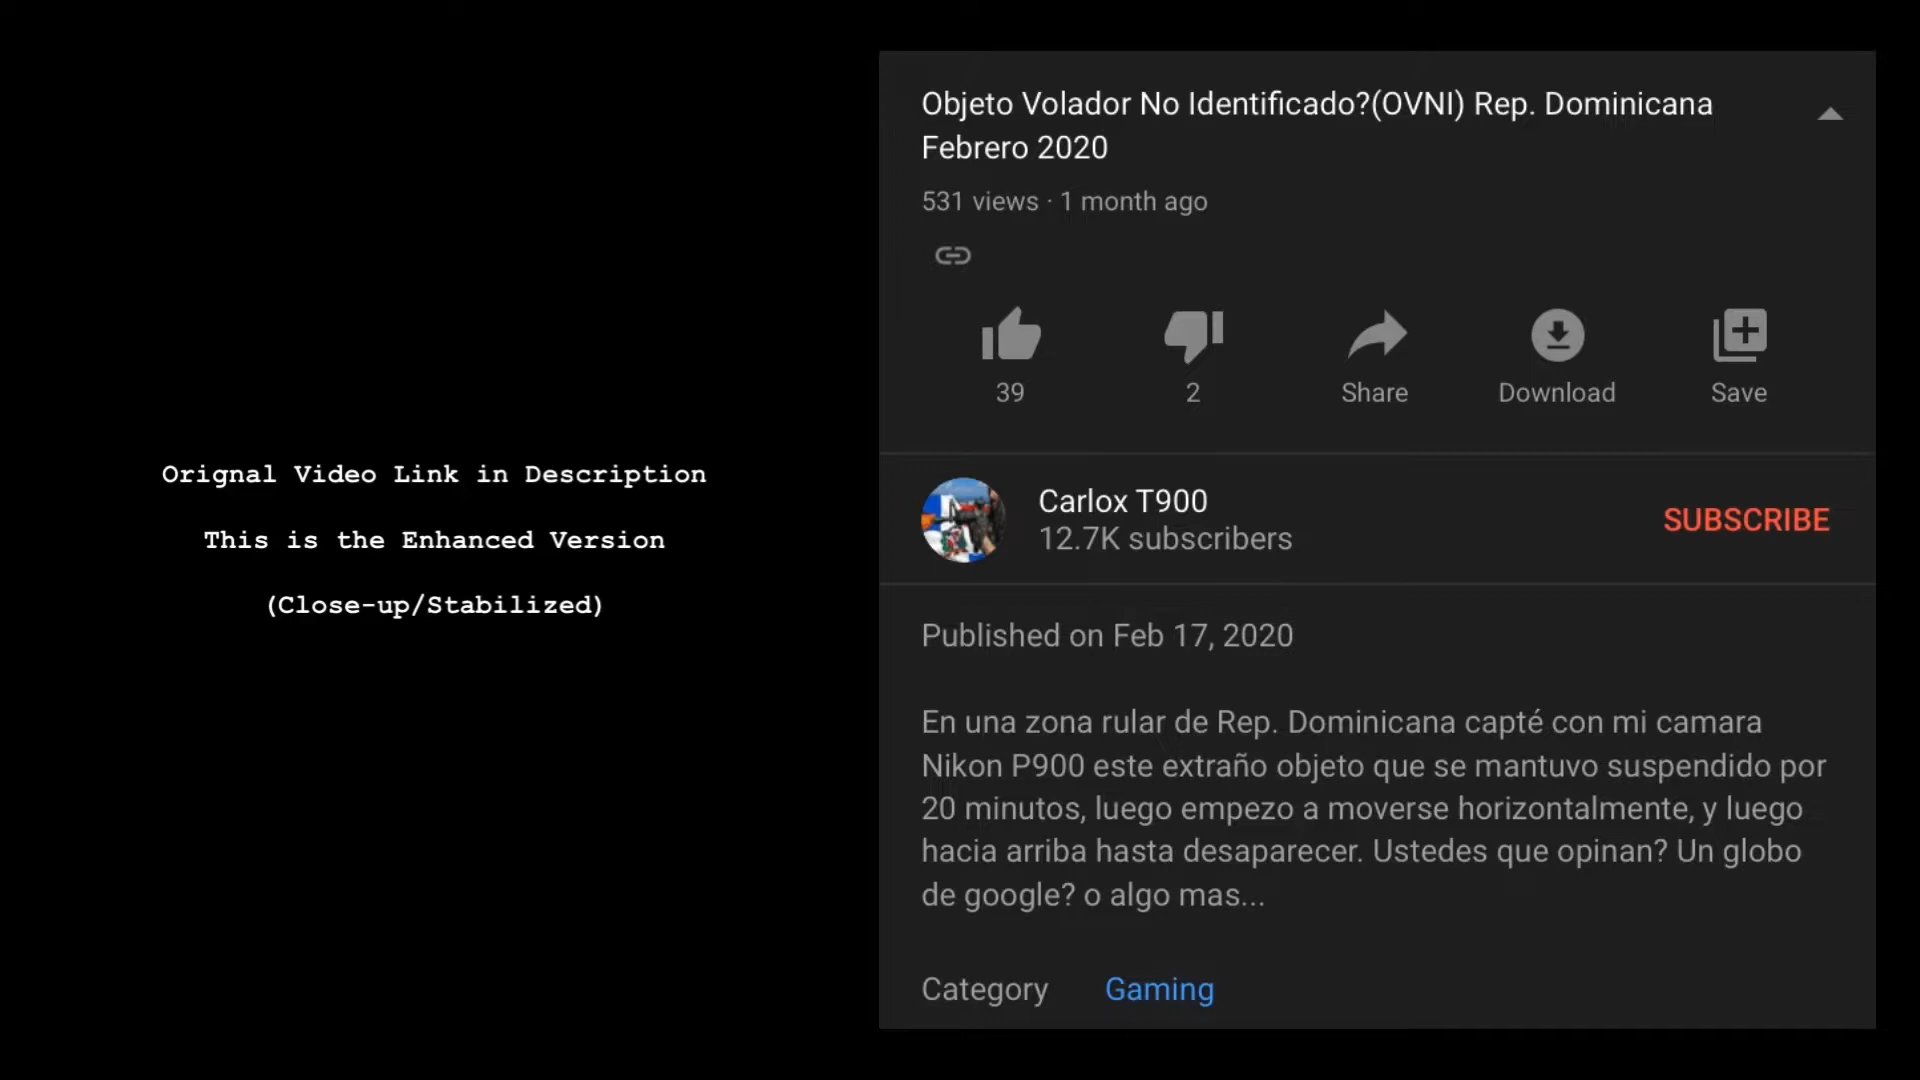 Orignal Video Link in Description
This is the Enhanced Version
(Close-up/Stabilized)
Objeto Volador No Identificado?(OVNI) Rep. Dominicana
Febrero 2020
531 views · 1 month ago
39
2
Share
Download
Save
Carlox T900
12.7K subscribers
SUBSCRIBE
Published on Feb 17, 2020
En una zona rular de Rep. Dominicana capté con mi camara
Nikon P900 este extraño objeto que se mantuvo suspendido por
20 minutos, luego empezo a moverse horizontalmente, y luego
hacia arriba hasta desaparecer. Ustedes que opinan? Un globo
de google? o algo mas...
Category Gaming